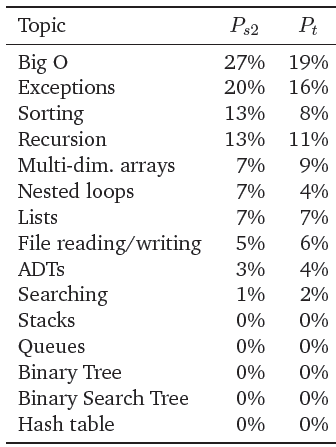 Topic P_{s2} P_t
Big O 27% 19%
Exceptions 20% 16%
Sorting 13% 8%
Recursion 13% 11%
Multi-dim. arrays 7% 9%
Nested loops 7% 4%
Lists 7% 7%
File reading/writing 5% 6%
ADTs 3% 4%
Searching 1% 2%
Stacks 0% 0%
Queues 0% 0%
Binary Tree 0% 0%
Binary Search Tree 0% 0%
Hash table 0% 0%